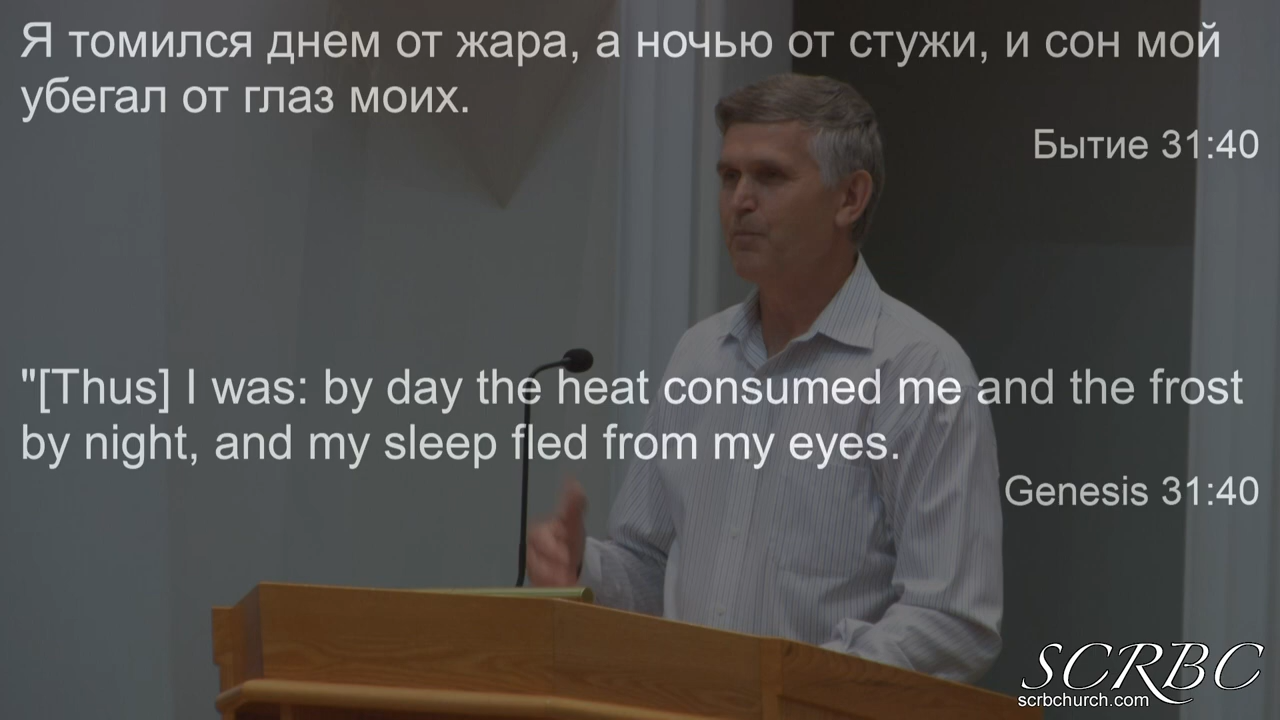 Я томился днем от жара, а ночью от стужи, и сон мой
убегал от глаз моих.
Бытие 31:40
"[Thus] I was: by day the heat consumed me and the frost
by night, and my sleep fled from my eyes.
Genesis 31:40
SCRBC
scrbchurch.com